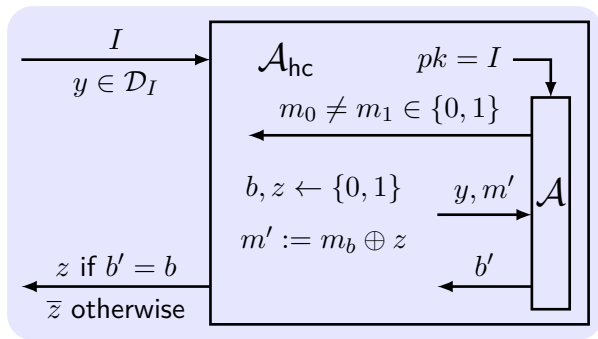 I
y ∈ 𝒟_I
𝒜_hc
pk = I
m_0 ≠ m_1 ∈ {0, 1}
b, z ← {0, 1}
y, m′
𝒜
m′ := m_b ⊕ z
z if b′ = b
z̅ otherwise
b′